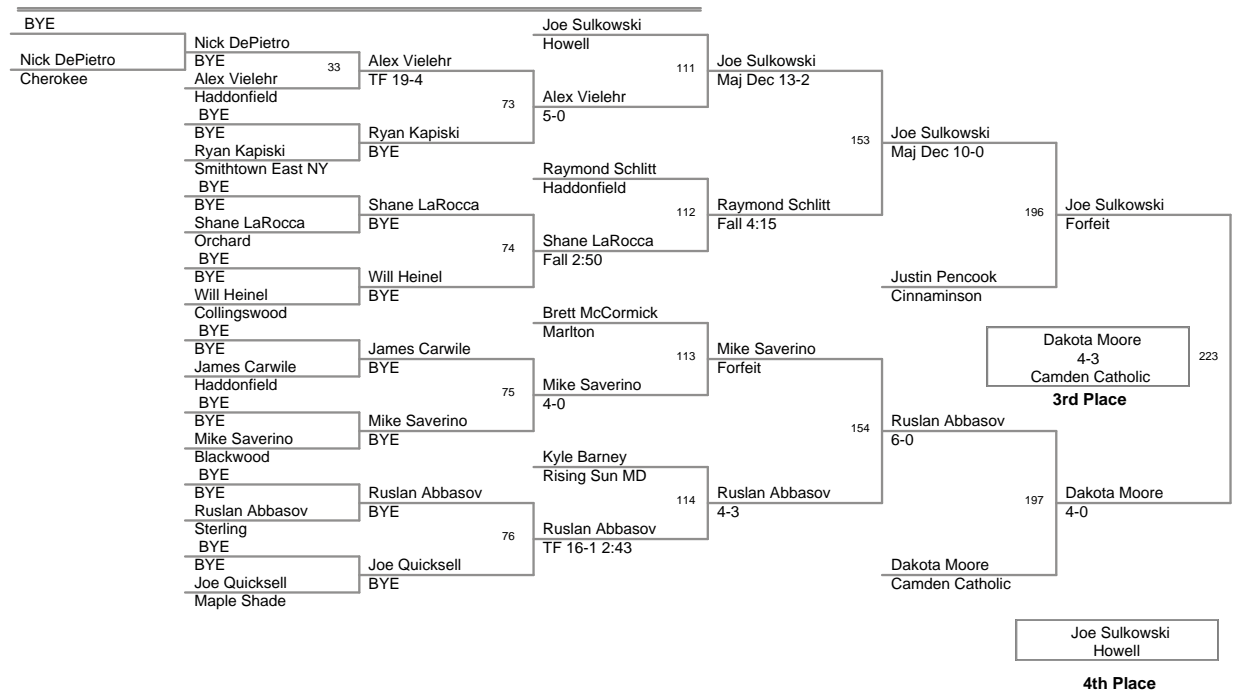 BYE
Nick DePietro
Cherokee
Nick DePietro
BYE
33
Alex Vielehr
Haddonfield
BYE
BYE
Ryan Kapiski
Smithtown East NY
BYE
BYE
Shane LaRocca
Orchard
BYE
BYE
Will Heinel
Collingswood
BYE
BYE
James Carwile
Haddonfield
BYE
BYE
Mike Saverino
Blackwood
BYE
BYE
Ruslan Abbasov
Sterling
BYE
BYE
Joe Quicksell
Maple Shade
Alex Vielehr
TF 19-4
73
Ryan Kapiski
BYE
Shane LaRocca
BYE
74
Will Heinel
BYE
James Carwile
BYE
75
Mike Saverino
BYE
Ruslan Abbasov
BYE
76
Joe Quicksell
BYE
Joe Sulkowski
Howell
111
Alex Vielehr
5-0
Raymond Schlitt
Haddonfield
112
Shane LaRocca
Fall 2:50
Brett McCormick
Marlton
113
Mike Saverino
4-0
Kyle Barney
Rising Sun MD
114
Ruslan Abbasov
TF 16-1 2:43
Joe Sulkowski
Maj Dec 13-2
153
Raymond Schlitt
Fall 4:15
Mike Saverino
Forfeit
154
Ruslan Abbasov
4-3
Joe Sulkowski
Maj Dec 10-0
196
Justin Pencook
Cinnaminson
Ruslan Abbasov
6-0
197
Dakota Moore
Camden Catholic
Joe Sulkowski
Forfeit
223
Dakota Moore
4-0
Dakota Moore
4-3
Camden Catholic
3rd Place
Joe Sulkowski
Howell
4th Place